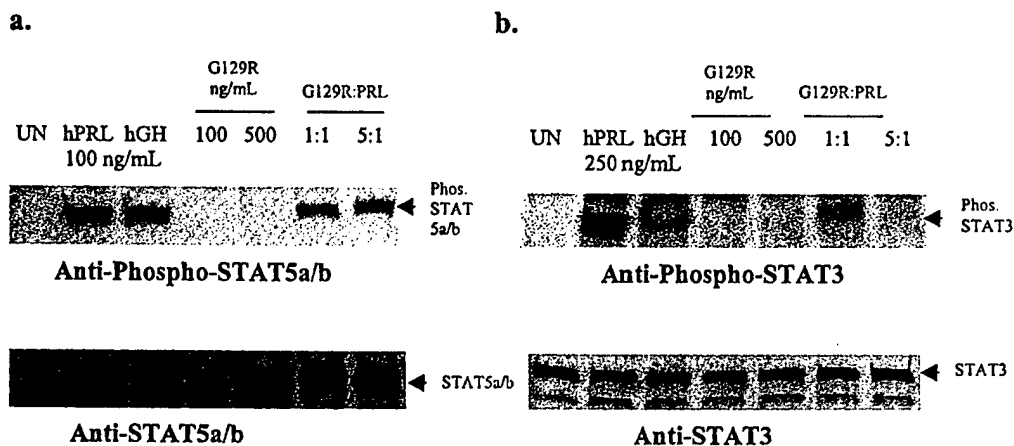 a.
G129R
ng/mL
G129R:PRL
UN hPRL hGH 100 500 1:1 5:1
100 ng/mL
Phos.
STAT
5a/b
Anti-Phospho-STAT5a/b
STAT5a/b
Anti-STAT5a/b
b.
G129R
ng/mL
G129R:PRL
UN hPRL hGH 100 500 1:1 5:1
250 ng/mL
Phos.
STAT3
Anti-Phospho-STAT3
STAT3
Anti-STAT3